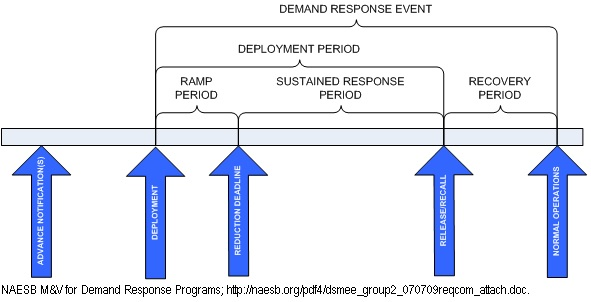 DEMAND RESPONSE EVENT
DEPLOYMENT PERIOD
RAMP
PERIOD
SUSTAINED RESPONSE
PERIOD
RECOVERY
PERIOD
ADVANCE NOTIFICATION(S)
DEPLOYMENT
REDUCTION DEADLINE
RELEASE/RECALL
NORMAL OPERATIONS
NAESB M&V for Demand Response Programs; http://naesb.org/pdf4/dsmee_group2_070709reqcom_attach.doc.